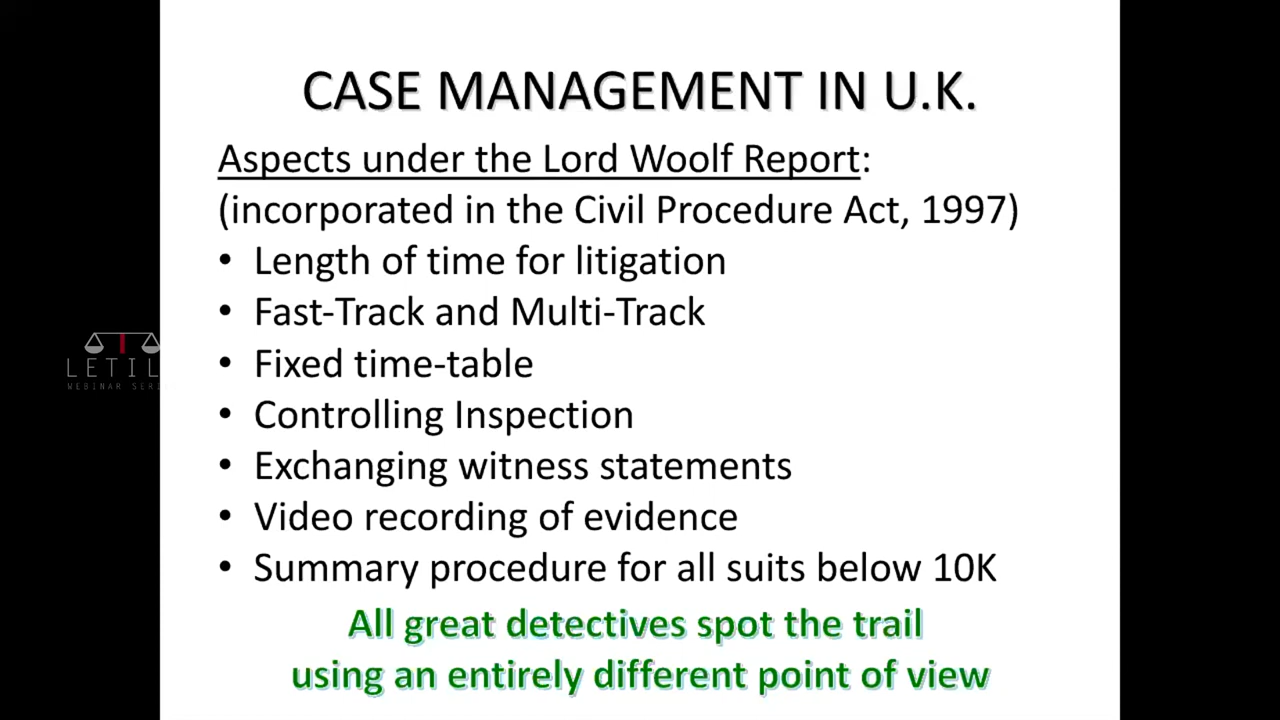 CASE MANAGEMENT IN U.K.
Aspects under the Lord Woolf Report:
(incorporated in the Civil Procedure Act, 1997)
• Length of time for litigation
• Fast-Track and Multi-Track
• Fixed time-table
• Controlling Inspection
• Exchanging witness statements
• Video recording of evidence
• Summary procedure for all suits below 10K
All great detectives spot the trail
using an entirely different point of view
LETIL
WEBINAR SERI